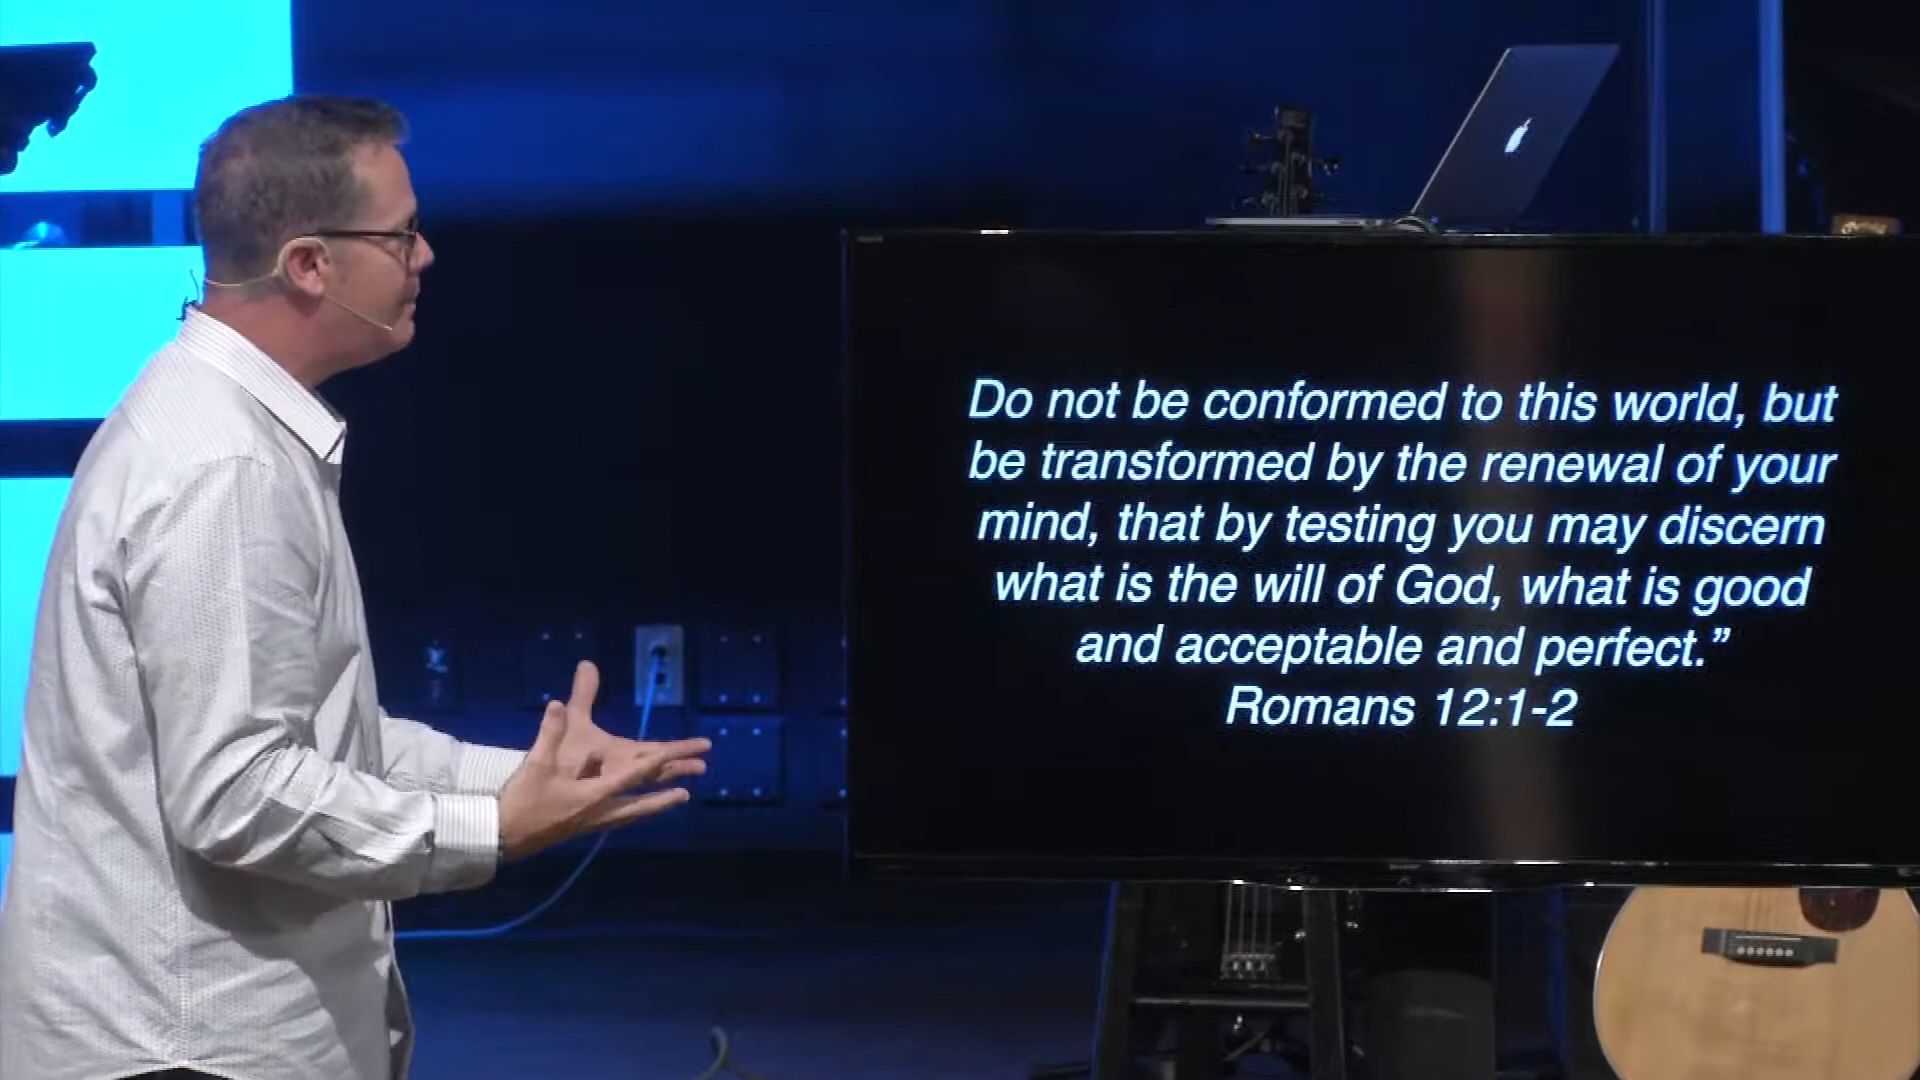 Do not be conformed to this world, but
be transformed by the renewal of your
mind, that by testing you may discern
what is the will of God, what is good
and acceptable and perfect.”
Romans 12:1-2